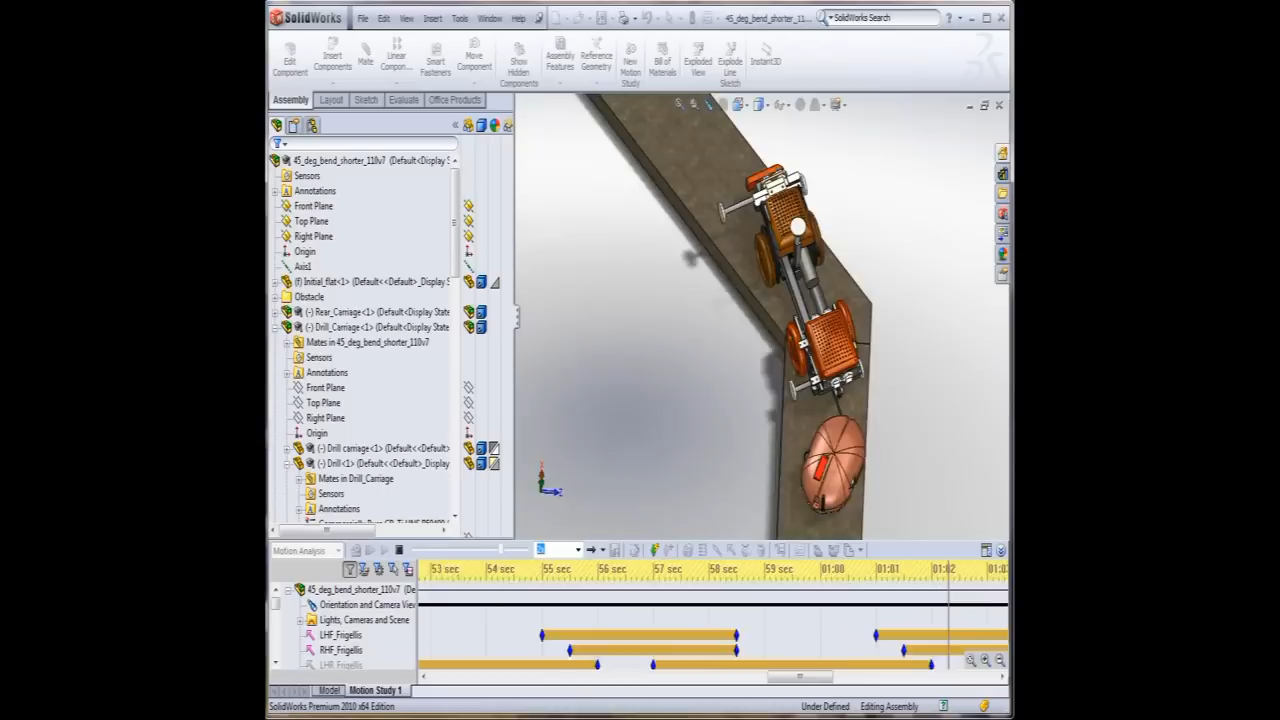 SolidWorks File Edit View Insert Tools Window Help 45_deg_bend_shorter_11... SolidWorks Search
Edit Component
Insert Components
Mate
Linear Compon...
Smart Fasteners
Move Component
Show Hidden Components
Assembly Features
Reference Geometry
New Motion Study
Bill of Materials
Exploded View
Explode Line Sketch
Instant3D
Assembly Layout Sketch Evaluate Office Products
45_deg_bend_shorter_110v7 (Default<Display S
Sensors
Annotations
Front Plane
Top Plane
Right Plane
Origin
Axis1
(f) Initial_flat<1> (Default<<Default>_Display S
Obstacle
(-) Rear_Carriage<1> (Default<Display State
(-) Drill_Carriage<1> (Default<Display State
Mates in 45_deg_bend_shorter_110v7
Sensors
Annotations
Front Plane
Top Plane
Right Plane
Origin
(-) Drill carriage<1> (Default<<Default>
(-) Drill<1> (Default<<Default>_Display
Mates in Drill_Carriage
Sensors
Annotations
Motion Analysis
53 sec 54 sec 55 sec 56 sec 57 sec 58 sec 59 sec 01:00 01:01 01:02 01:03
45_deg_bend_shorter_110v7 (De
Orientation and Camera View
Lights, Cameras and Scene
LHF_Frigellis
RHF_Frigellis
LHR_Frigellis
Model Motion Study 1
SolidWorks Premium 2010 x64 Edition Under Defined Editing Assembly